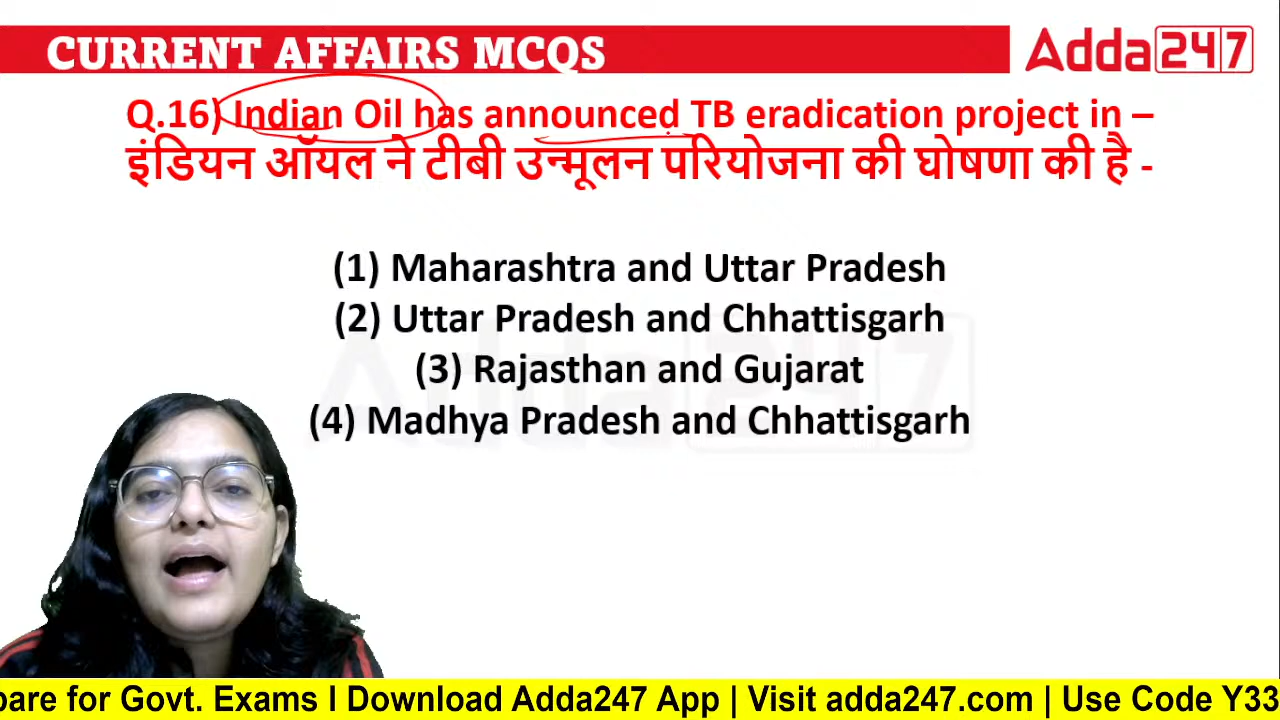 CURRENT AFFAIRS MCQS
Adda247
Q.16) Indian Oil has announced TB eradication project in –
इंडियन ऑयल ने टीबी उन्मूलन परियोजना की घोषणा की है -
(1) Maharashtra and Uttar Pradesh
(2) Uttar Pradesh and Chhattisgarh
(3) Rajasthan and Gujarat
(4) Madhya Pradesh and Chhattisgarh
Adda247
pare for Govt. Exams I Download Adda247 App | Visit adda247.com | Use Code Y33